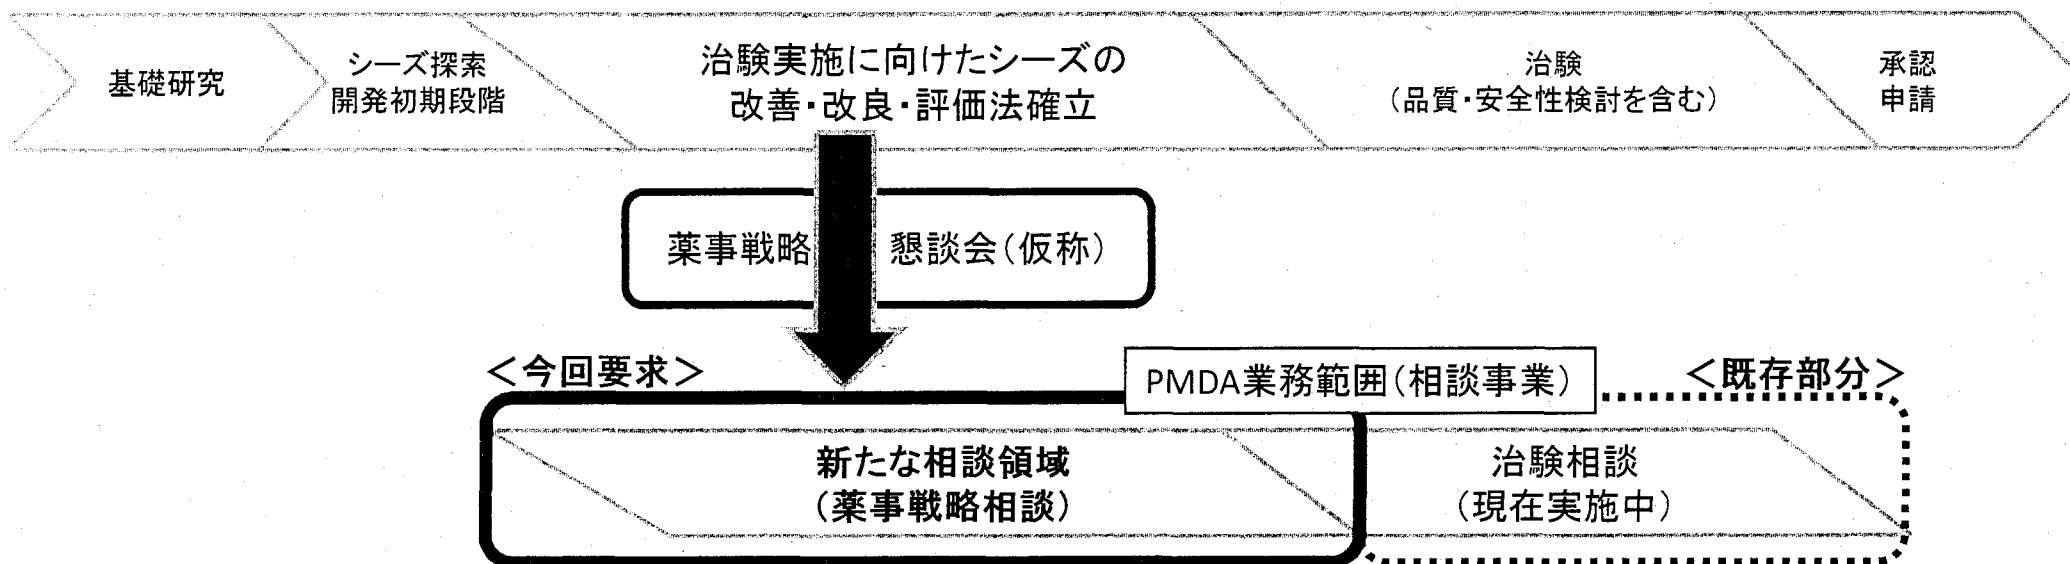 基礎研究
シーズ探索
開発初期段階
治験実施に向けたシーズの
改善・改良・評価法確立
治験
(品質・安全性検討を含む)
承認
申請
薬事戦略 懇談会(仮称)
<今回要求>
PMDA業務範囲(相談事業)
<既存部分>
新たな相談領域
(薬事戦略相談)
治験相談
(現在実施中)